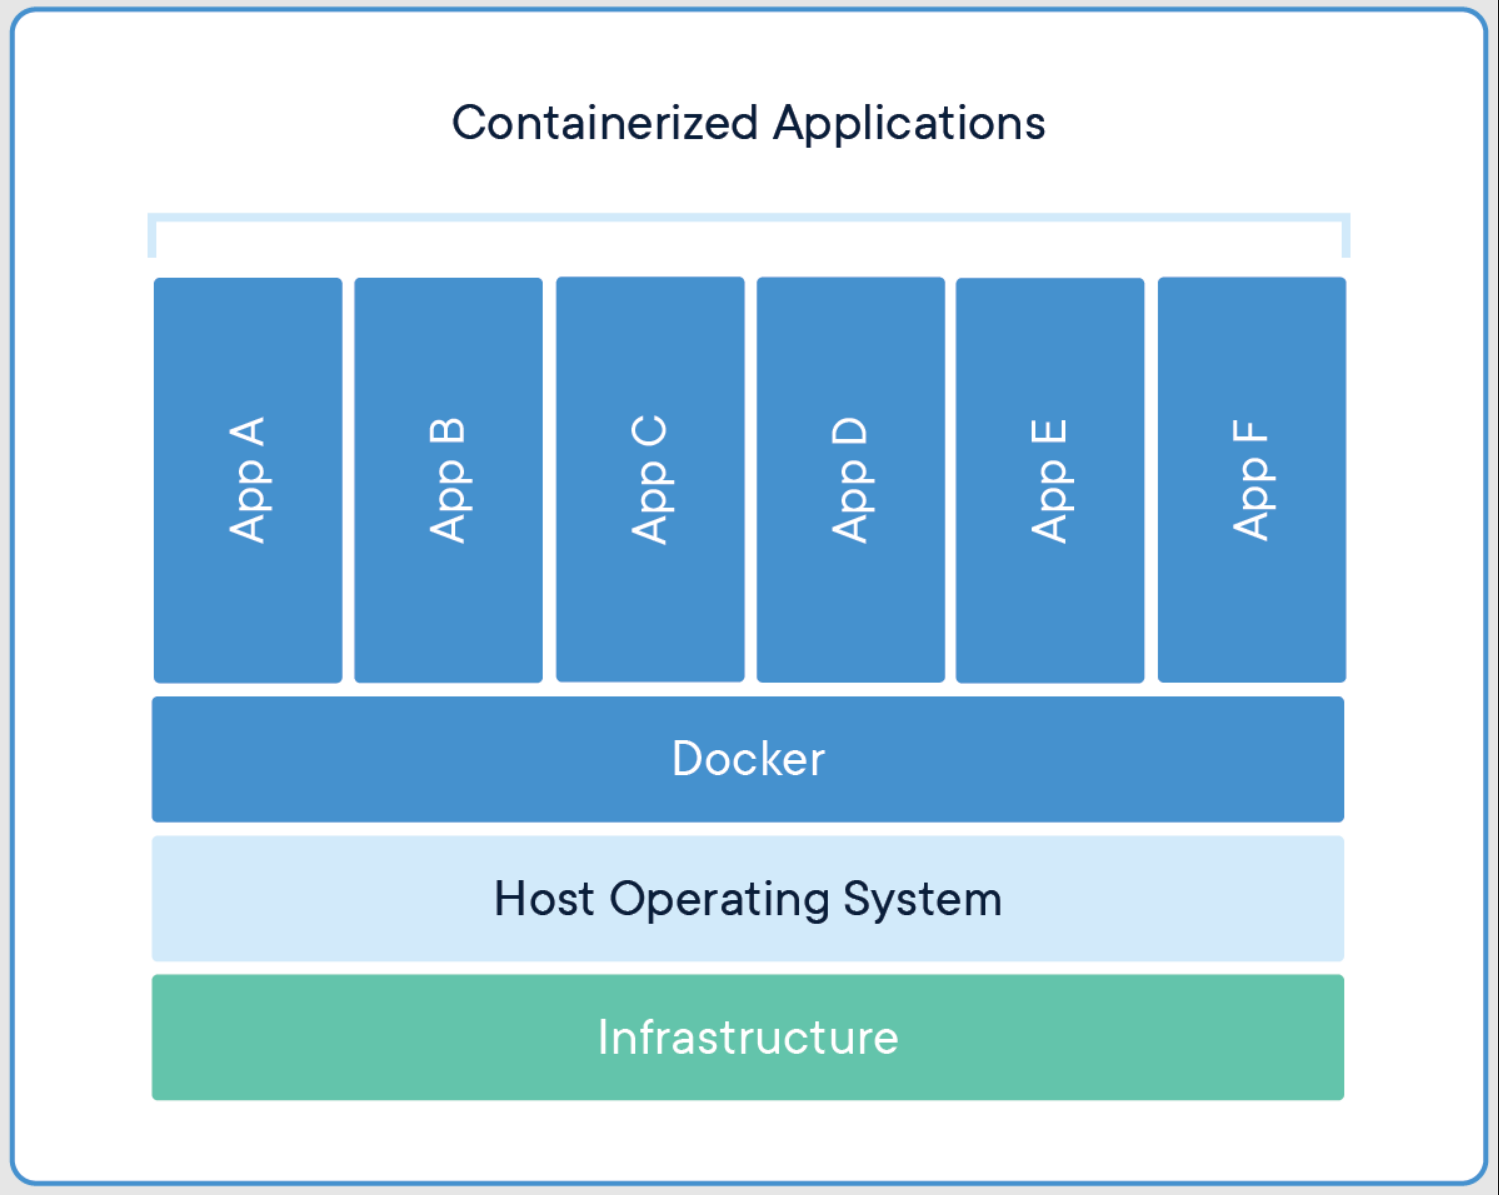 Containerized Applications
App A
App B
App C
App D
App E
App F
Docker
Host Operating System
Infrastructure